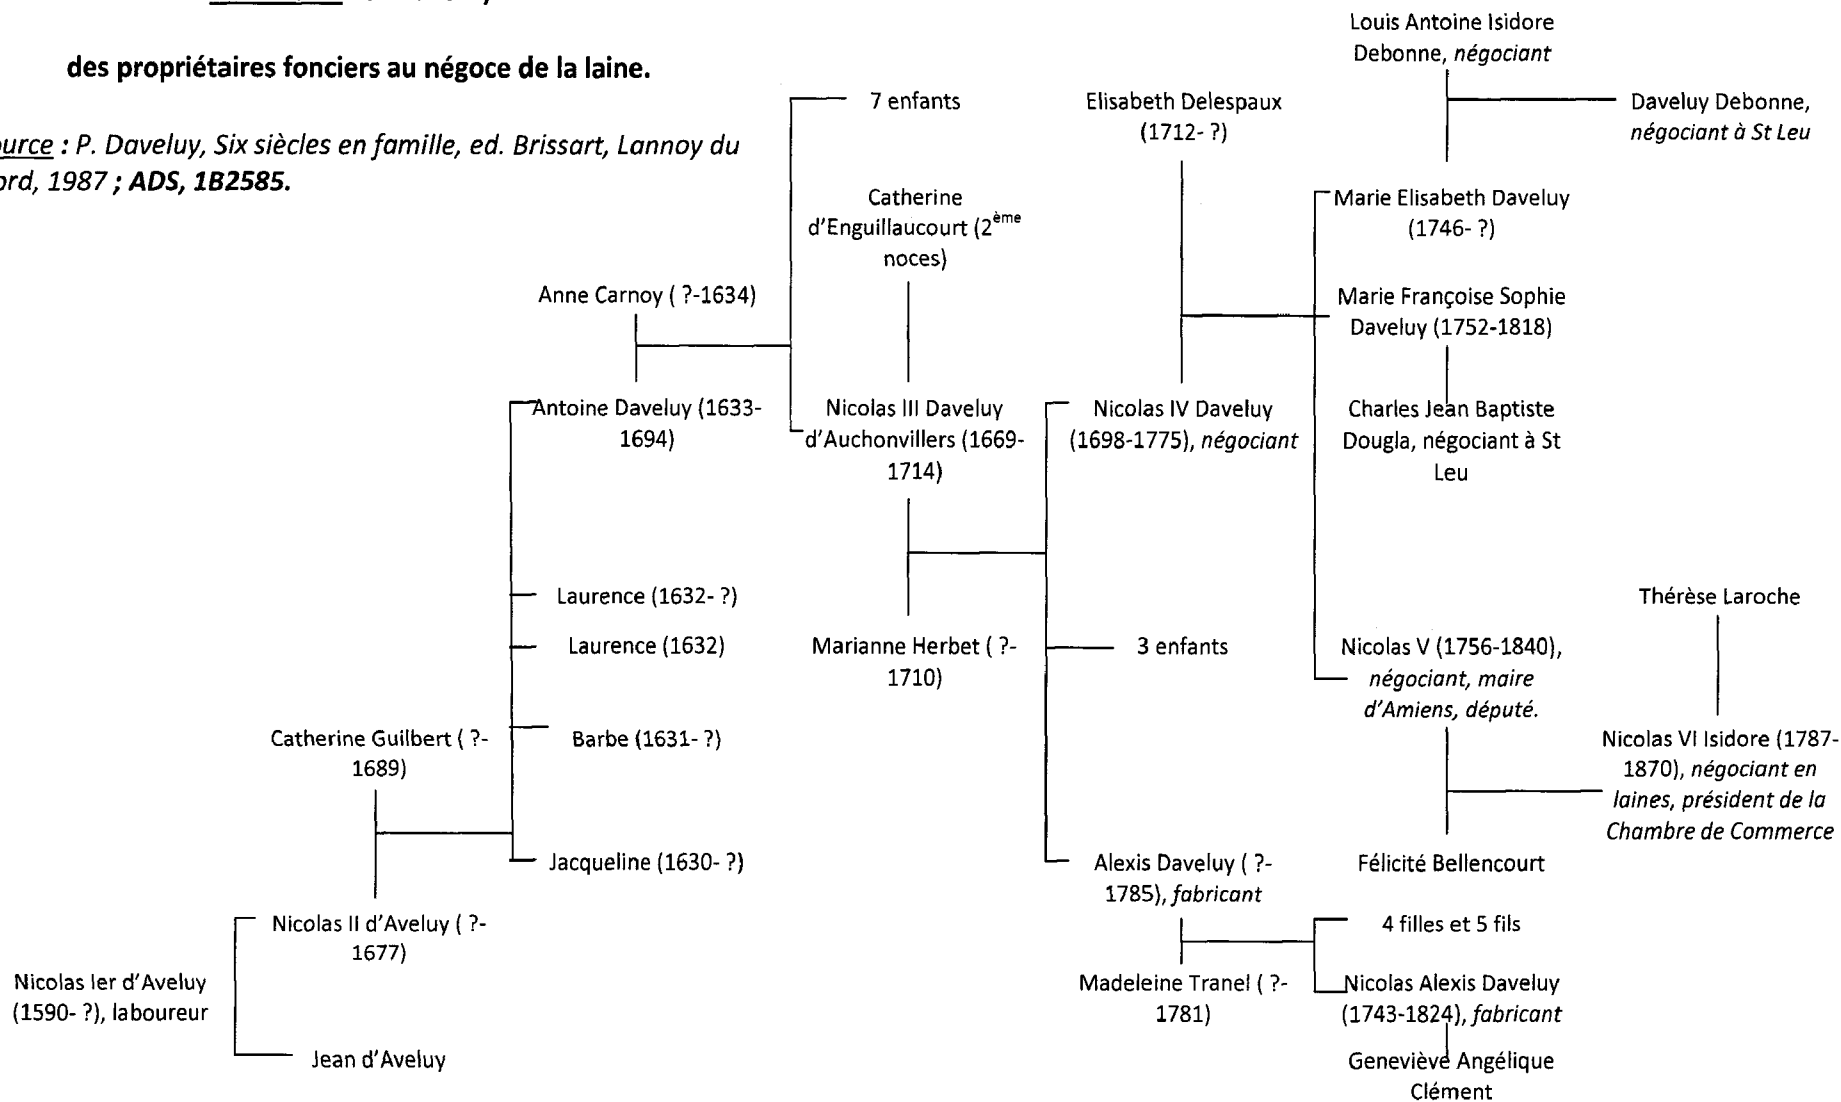 des propriétaires fonciers au négoce de la laine.
: P. Daveluy, Six siècles en famille, ed. Brissart, Lannoy du
1987 ; ADS, 1B2585.
Nicolas Ier d'Aveluy
(1590- ?), laboureur
Nicolas II d'Aveluy ( ?-
1677)
Jean d'Aveluy
Catherine Guilbert ( ?-
1689)
Anne Carnoy ( ?-1634)
Antoine Daveluy (1633-
1694)
Laurence (1632- ?)
Laurence (1632)
Barbe (1631- ?)
Jacqueline (1630- ?)
7 enfants
Catherine
d'Enguillaucourt (2ème
noces)
Nicolas III Daveluy
d'Auchonvillers (1669-
1714)
Marianne Herbet ( ?-
1710)
Elisabeth Delespaux
(1712- ?)
Nicolas IV Daveluy
(1698-1775), négociant
3 enfants
Alexis Daveluy ( ?-
1785), fabricant
Madeleine Tranel ( ?-
1781)
Louis Antoine Isidore
Debonne, négociant
Marie Elisabeth Daveluy
(1746- ?)
Marie Françoise Sophie
Daveluy (1752-1818)
Charles Jean Baptiste
Dougla, négociant à St
Leu
Nicolas V (1756-1840),
négociant, maire
d'Amiens, député.
Félicité Bellencourt
4 filles et 5 fils
Nicolas Alexis Daveluy
(1743-1824), fabricant
Geneviève Angélique
Clément
Daveluy Debonne,
négociant à St Leu
Thérèse Laroche
Nicolas VI Isidore (1787-
1870), négociant en
laines, président de la
Chambre de Commerce